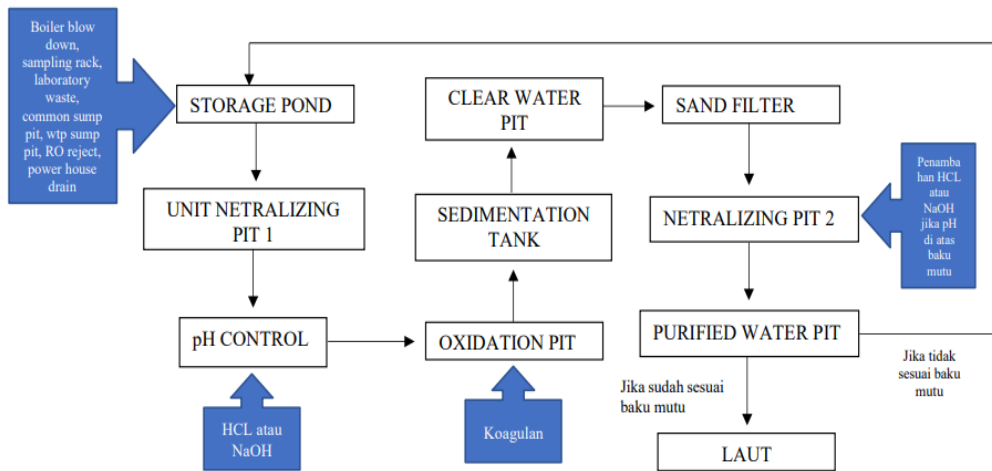 Boiler blow
down,
sampling rack,
laboratory
waste,
common sump
pit, wtp sump
pit, RO reject,
power house
drain
STORAGE POND
UNIT NETRALIZING
PIT 1
pH CONTROL
HCL atau
NaOH
OXIDATION PIT
Koagulan
SEDIMENTATION
TANK
CLEAR WATER
PIT
SAND FILTER
NETRALIZING PIT 2
Penamba
han HCL
atau
NaOH
jika pH
di atas
baku
mutu
PURIFIED WATER PIT
Jika tidak
sesuai baku
mutu
Jika sudah sesuai
baku mutu
LAUT